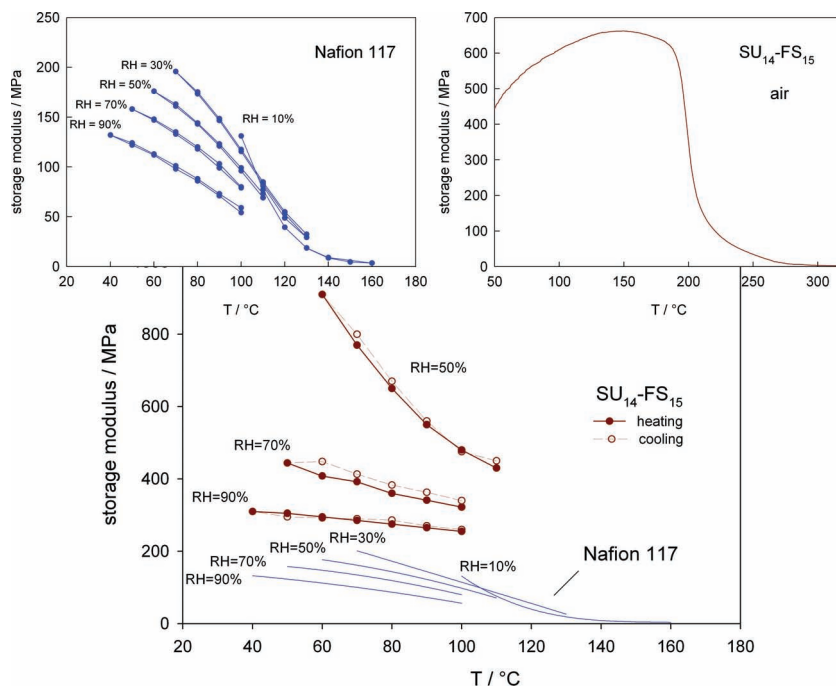 250
200
150
100
50
0
storage modulus / MPa
Nafion 117
RH = 30%
RH = 50%
RH = 70%
RH = 90%
RH = 10%
20 40 60 80 100 120 140 160 180
T / °C
700
600
500
400
300
200
100
0
storage modulus / MPa
SU14-FS15
air
50 100 150 200 250 300
T / °C
800
600
400
200
0
storage modulus / MPa
RH=50%
SU14-FS15
heating
cooling
RH=70%
RH=90%
RH=30%
RH=50%
RH=70%
RH=90%
RH=10%
Nafion 117
20 40 60 80 100 120 140 160 180
T / °C